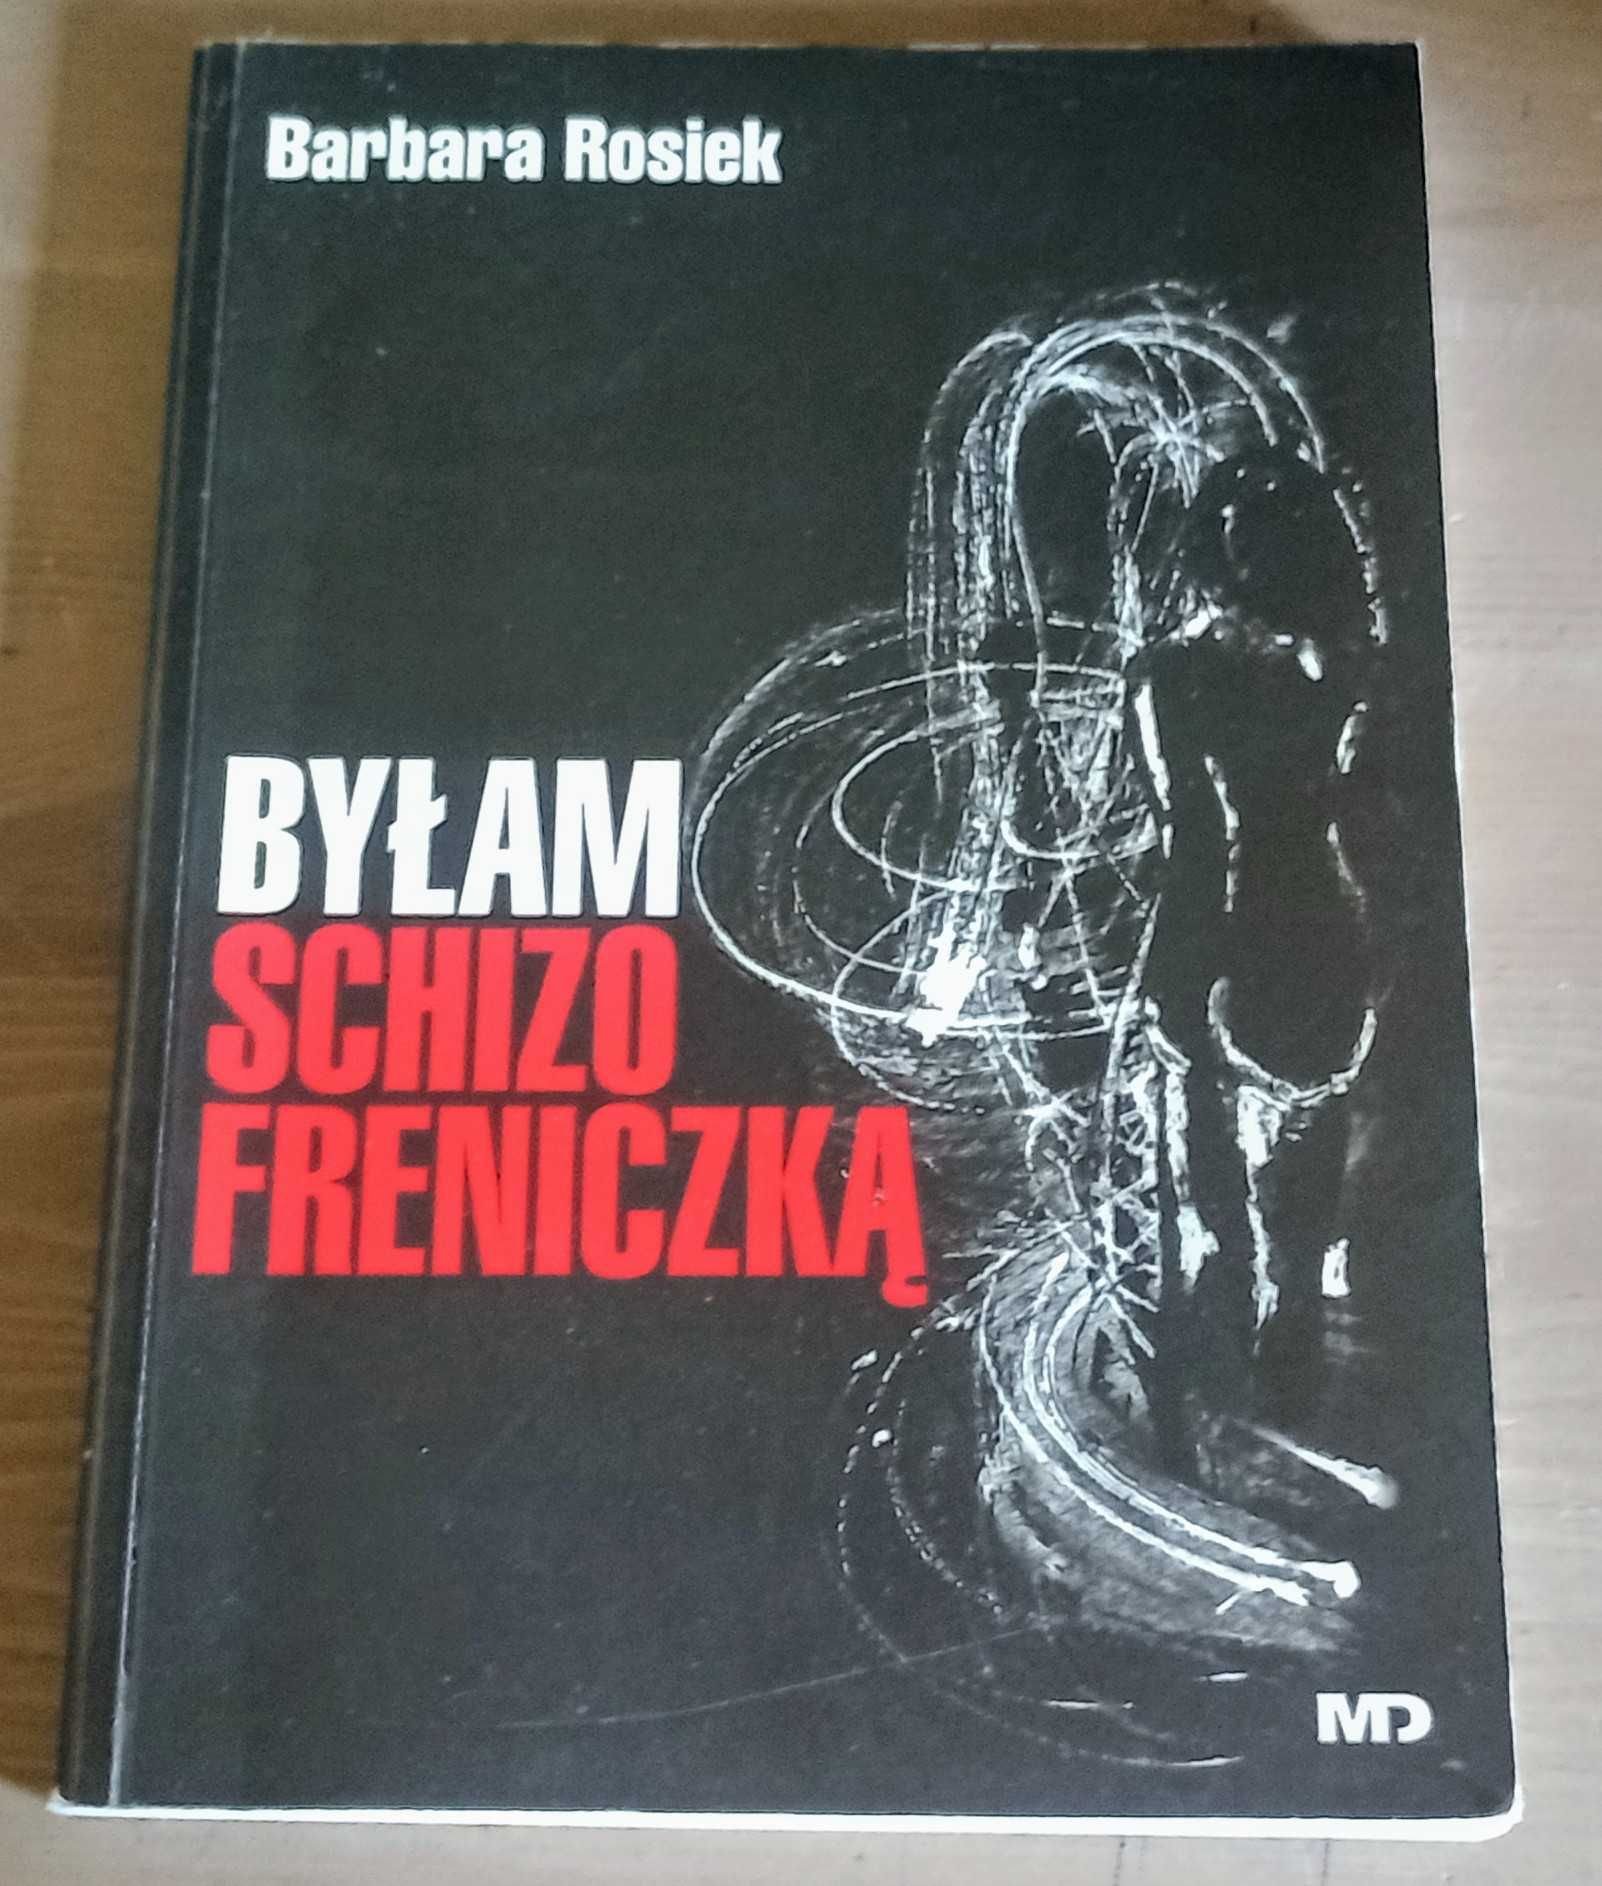 Barbara Rosiek
BYŁAM
SCHIZO
FRENICZKĄ
MD